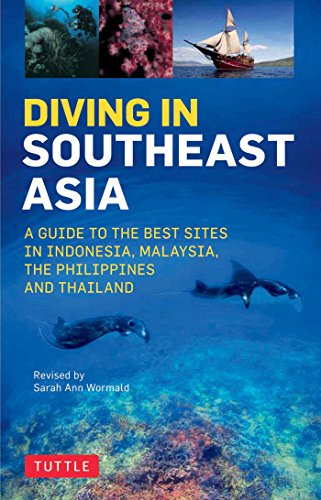 DIVING IN
SOUTHEAST
ASIA
A GUIDE TO THE BEST SITES
IN INDONESIA, MALAYSIA,
THE PHILIPPINES
AND THAILAND
Revised by
Sarah Ann Wormald
TUTTLE